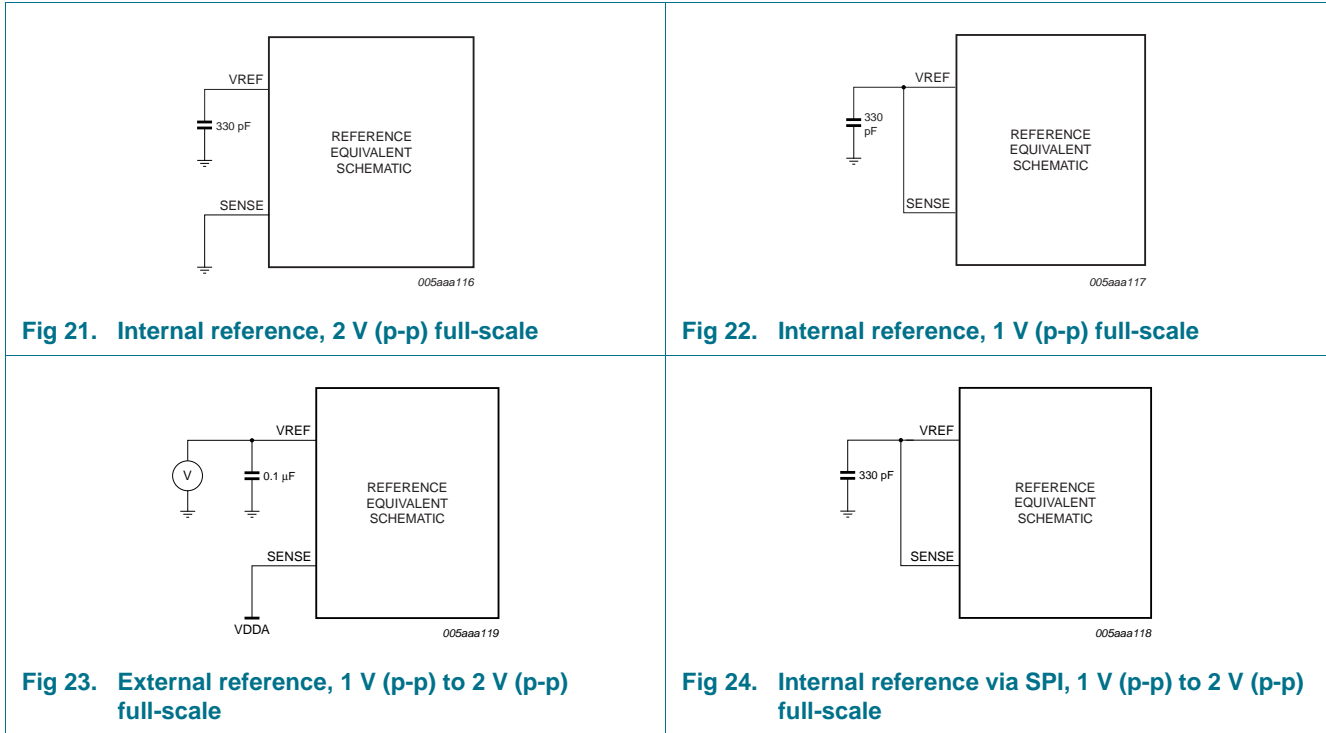 VREF
330 pF
REFERENCE
EQUIVALENT
SCHEMATIC
SENSE
005aaa116
Fig 21. Internal reference, 2 V (p-p) full-scale
VREF
330
pF
REFERENCE
EQUIVALENT
SCHEMATIC
SENSE
005aaa117
Fig 22. Internal reference, 1 V (p-p) full-scale
VREF
V
0.1 μF
REFERENCE
EQUIVALENT
SCHEMATIC
SENSE
VDDA
005aaa119
Fig 23. External reference, 1 V (p-p) to 2 V (p-p)
full-scale
VREF
330 pF
REFERENCE
EQUIVALENT
SCHEMATIC
SENSE
005aaa118
Fig 24. Internal reference via SPI, 1 V (p-p) to 2 V (p-p)
full-scale